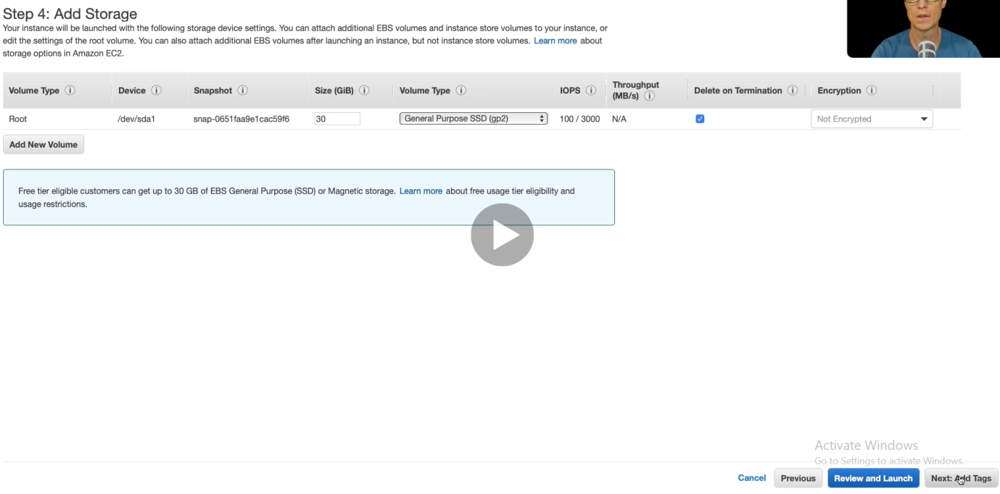 Step 4: Add Storage
Your instance will be launched with the following storage device settings. You can attach additional EBS volumes and instance store volumes to your instance, or
edit the settings of the root volume. You can also attach additional EBS volumes after launching an instance, but not instance store volumes. Learn more about
storage options in Amazon EC2.
Volume Type i Device i Snapshot i Size (GiB) i Volume Type i IOPS i Throughput (MB/s) i Delete on Termination i Encryption i
Root /dev/sda1 snap-0651faa9e1cac59f6 30 General Purpose SSD (gp2) 100 / 3000 N/A Not Encrypted
Add New Volume
Free tier eligible customers can get up to 30 GB of EBS General Purpose (SSD) or Magnetic storage. Learn more about free usage tier eligibility and
usage restrictions.
Activate Windows
Go to Settings to activate Windows.
Cancel Previous Review and Launch Next: Add Tags